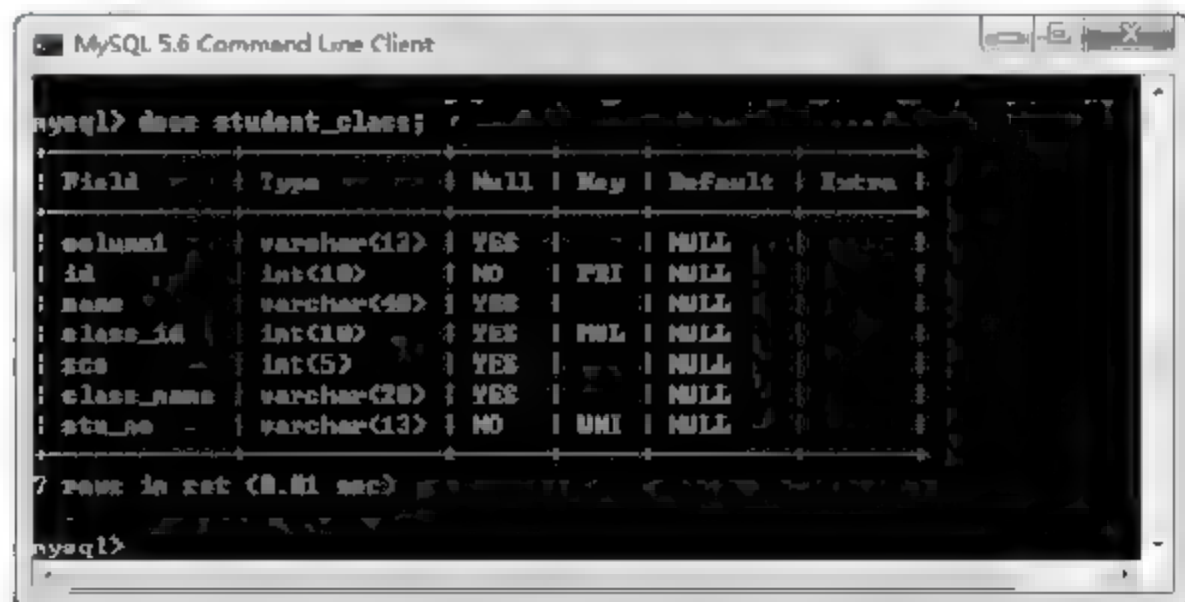 MySQL 5.6 Command Line Client
mysql> desc student_class;
| Field | Type | Null | Key | Default | Extra |
| column1 | varchar(12) | YES | | NULL | |
| id | int(10) | NO | PRI | NULL | |
| name | varchar(40) | YES | | NULL | |
| class_id | int(10) | YES | MUL | NULL | |
| int(5) | YES | | NULL | |
| class_name | varchar(20) | YES | | NULL | |
| stu_no | varchar(13) | NO | UNI | NULL | |
7 rows in set (0.01 sec)
mysql>